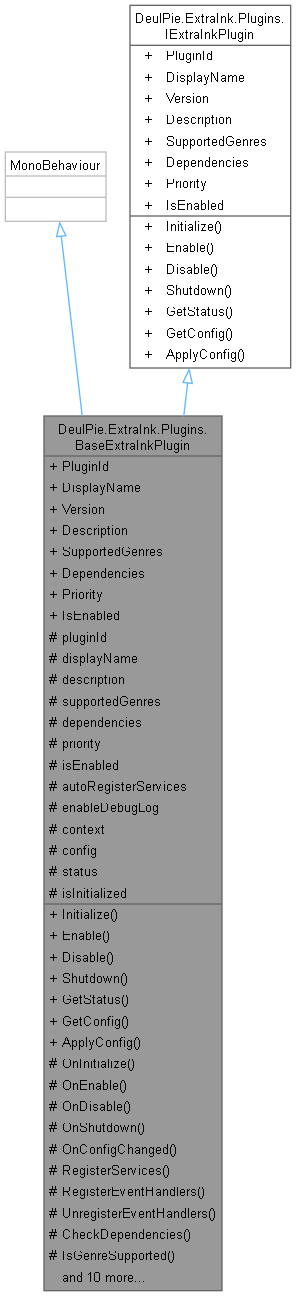 DeulPie.ExtraInk.Plugins.
IExtraInkPlugin
+ PluginId
+ DisplayName
+ Version
+ Description
+ SupportedGenres
+ Dependencies
+ Priority
+ IsEnabled
+ Initialize()
+ Enable()
+ Disable()
+ Shutdown()
+ GetStatus()
+ GetConfig()
+ ApplyConfig()
MonoBehaviour
DeulPie.ExtraInk.Plugins.
BaseExtraInkPlugin
+ PluginId
+ DisplayName
+ Version
+ Description
+ SupportedGenres
+ Dependencies
+ Priority
+ IsEnabled
# pluginId
# displayName
# description
# supportedGenres
# dependencies
# priority
# isEnabled
# autoRegisterServices
# enableDebugLog
# context
# config
# status
# isInitialized
+ Initialize()
+ Enable()
+ Disable()
+ Shutdown()
+ GetStatus()
+ GetConfig()
+ ApplyConfig()
# OnInitialize()
# OnEnable()
# OnDisable()
# OnShutdown()
# OnConfigChanged()
# RegisterServices()
# RegisterEventHandlers()
# UnregisterEventHandlers()
# CheckDependencies()
# IsGenreSupported()
and 10 more...